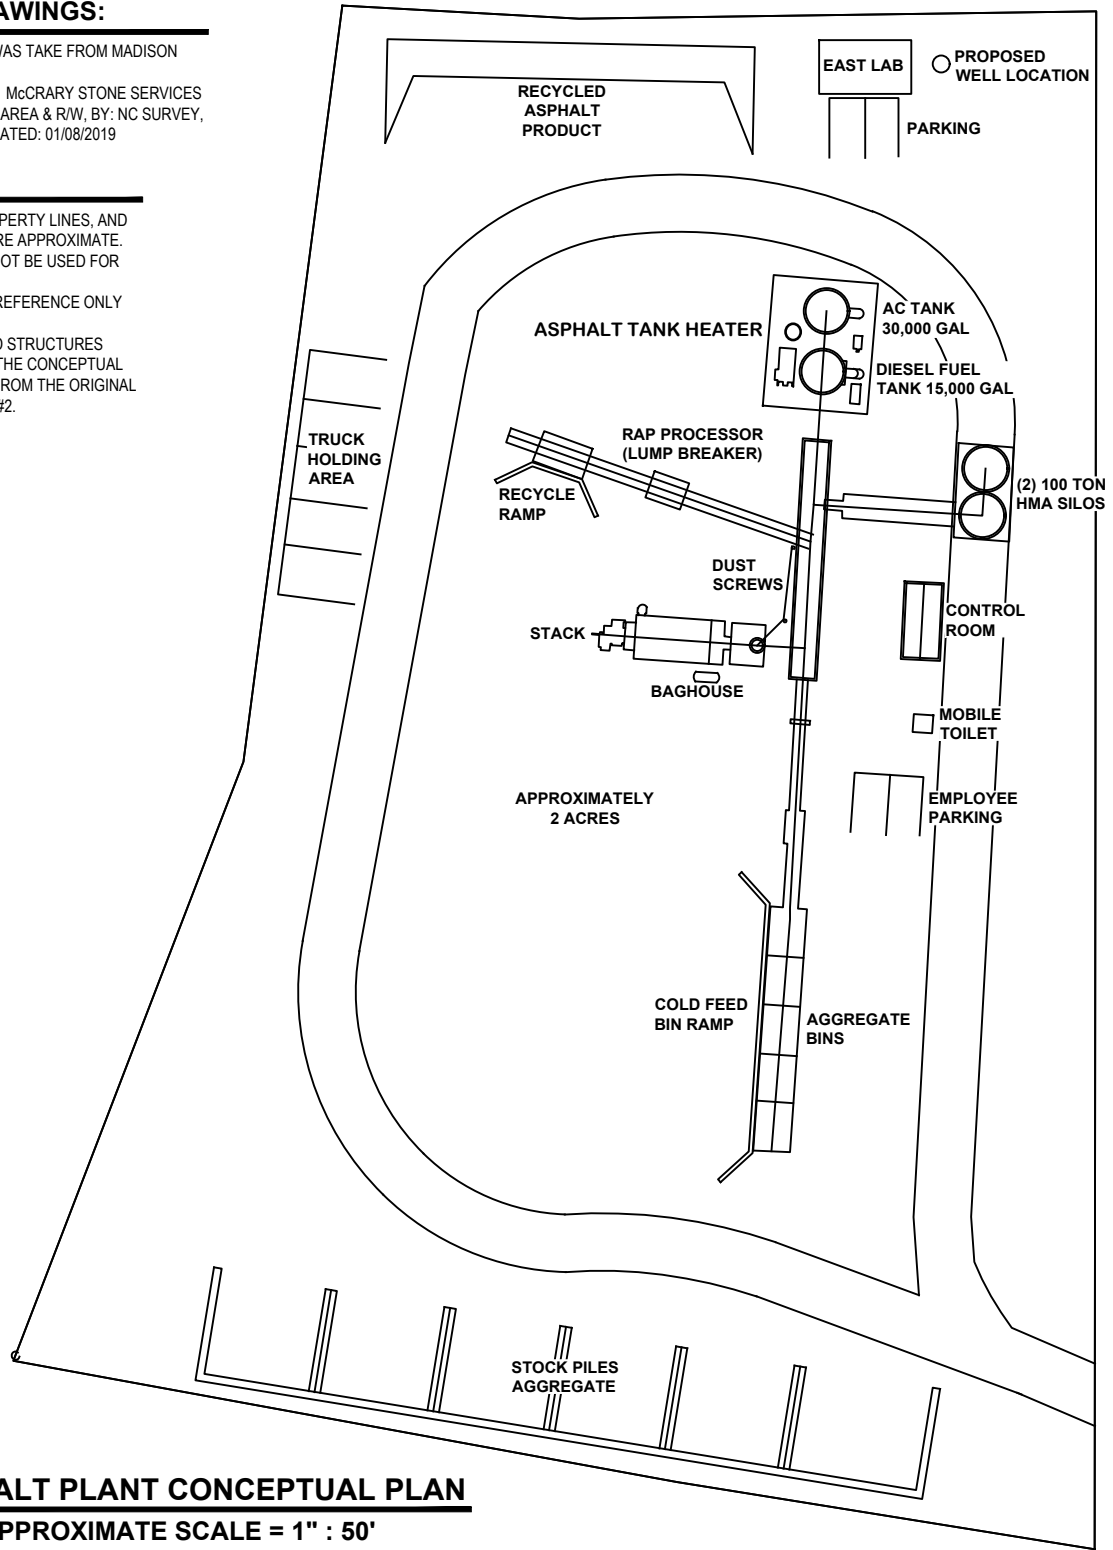 AWINGS:
WAS TAKE FROM MADISON
McCRARY STONE SERVICES
AREA & R/W, BY: NC SURVEY,
ATED: 01/08/2019
PERTY LINES, AND
RE APPROXIMATE.
OT BE USED FOR
REFERENCE ONLY
D STRUCTURES
THE CONCEPTUAL
FROM THE ORIGINAL
#2.
RECYCLED
ASPHALT
PRODUCT
EAST LAB
PROPOSED
WELL LOCATION
PARKING
ASPHALT TANK HEATER
AC TANK
30,000 GAL
DIESEL FUEL
TANK 15,000 GAL
TRUCK
HOLDING
AREA
RAP PROCESSOR
(LUMP BREAKER)
RECYCLE
RAMP
(2) 100 TON
HMA SILOS
DUST
SCREWS
STACK
BAGHOUSE
CONTROL
ROOM
MOBILE
TOILET
APPROXIMATELY
2 ACRES
EMPLOYEE
PARKING
COLD FEED
BIN RAMP
AGGREGATE
BINS
STOCK PILES
AGGREGATE
ALT PLANT CONCEPTUAL PLAN
PPROXIMATE SCALE = 1" : 50'